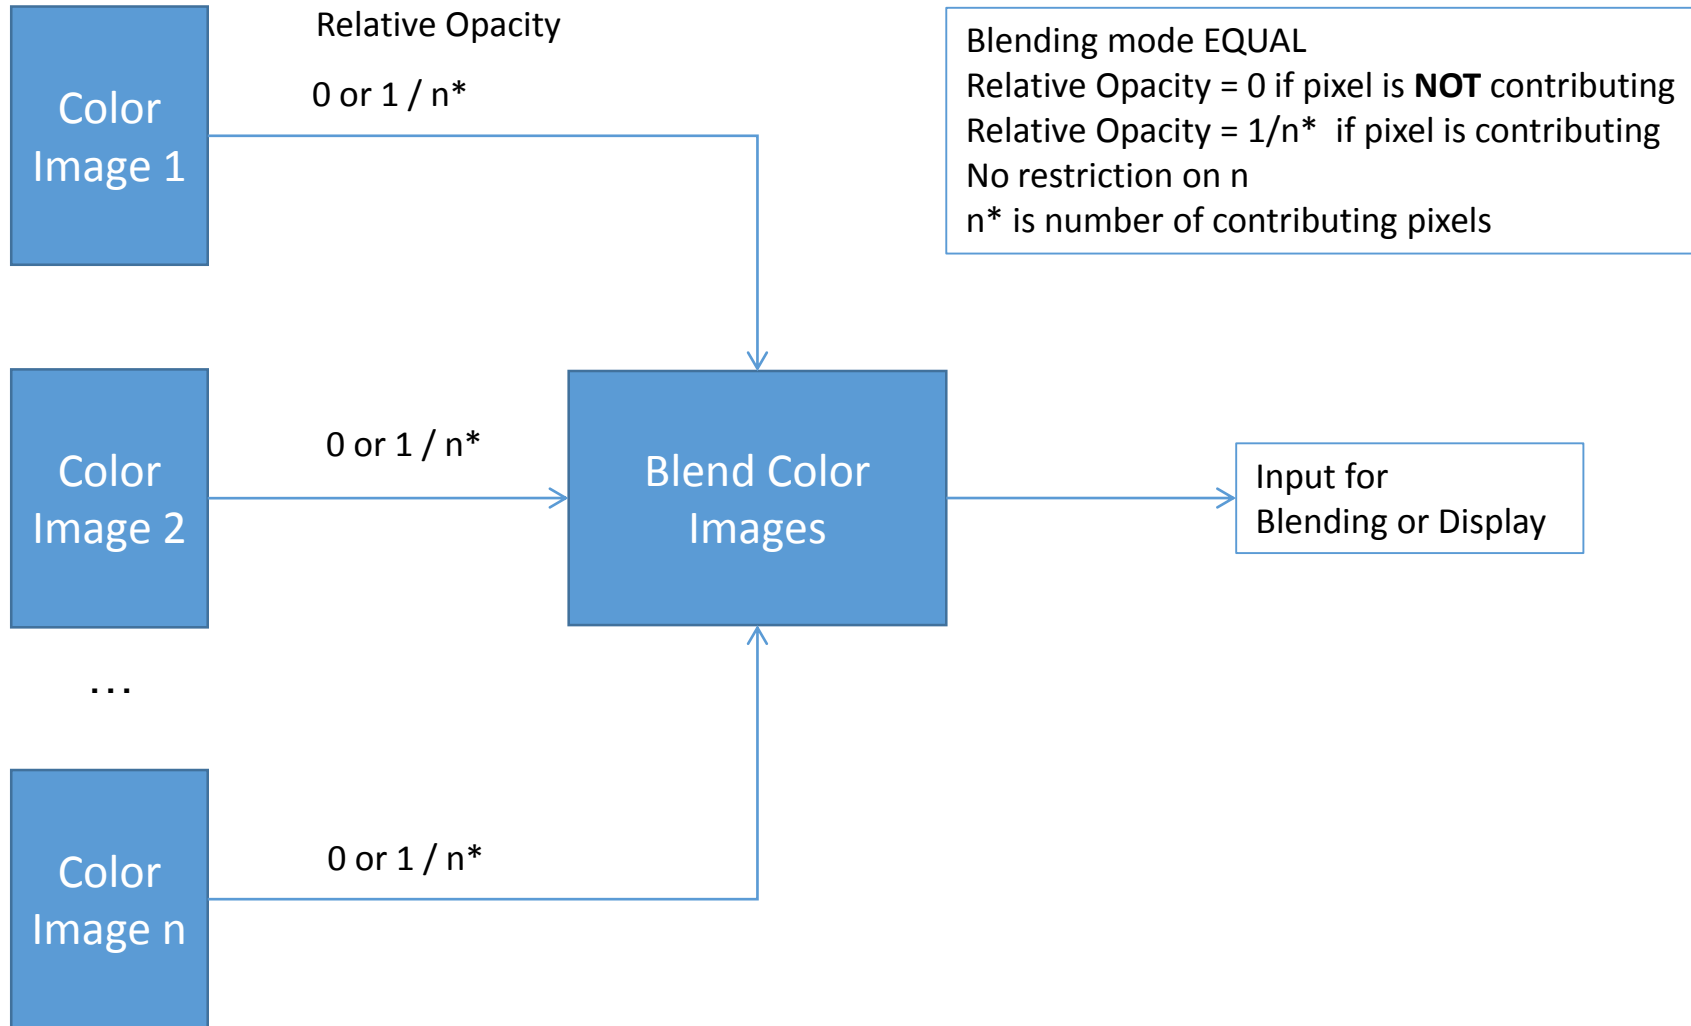 Relative Opacity
0 or 1 / n*
Color
Image 1
Blending mode EQUAL
Relative Opacity = 0 if pixel is NOT contributing
Relative Opacity = 1/n*  if pixel is contributing
No restriction on n
n* is number of contributing pixels
Color
Image 2
0 or 1 / n*
Blend Color
Images
Input for
Blending or Display
...
Color
Image n
0 or 1 / n*